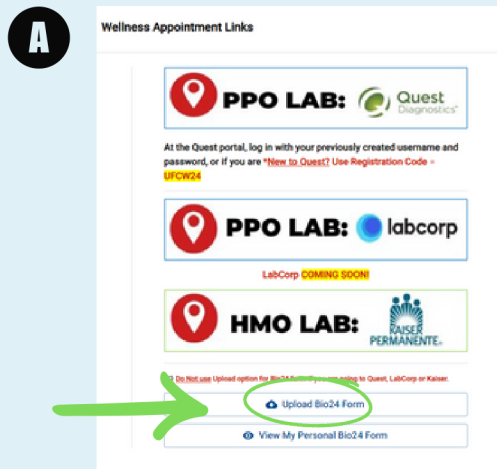 A
Wellness Appointment Links
PPO LAB: Quest Diagnostics
At the Quest portal, log in with your previously created username and
password, or if you are *New to Quest? Use Registration Code =
UFCW24
PPO LAB: labcorp
LabCorp COMING SOON!
HMO LAB: KAISER PERMANENTE.
Do Not use Upload option for Bio24 if you are going to Quest, LabCorp or Kaiser.
Upload Bio24 Form
View My Personal Bio24 Form